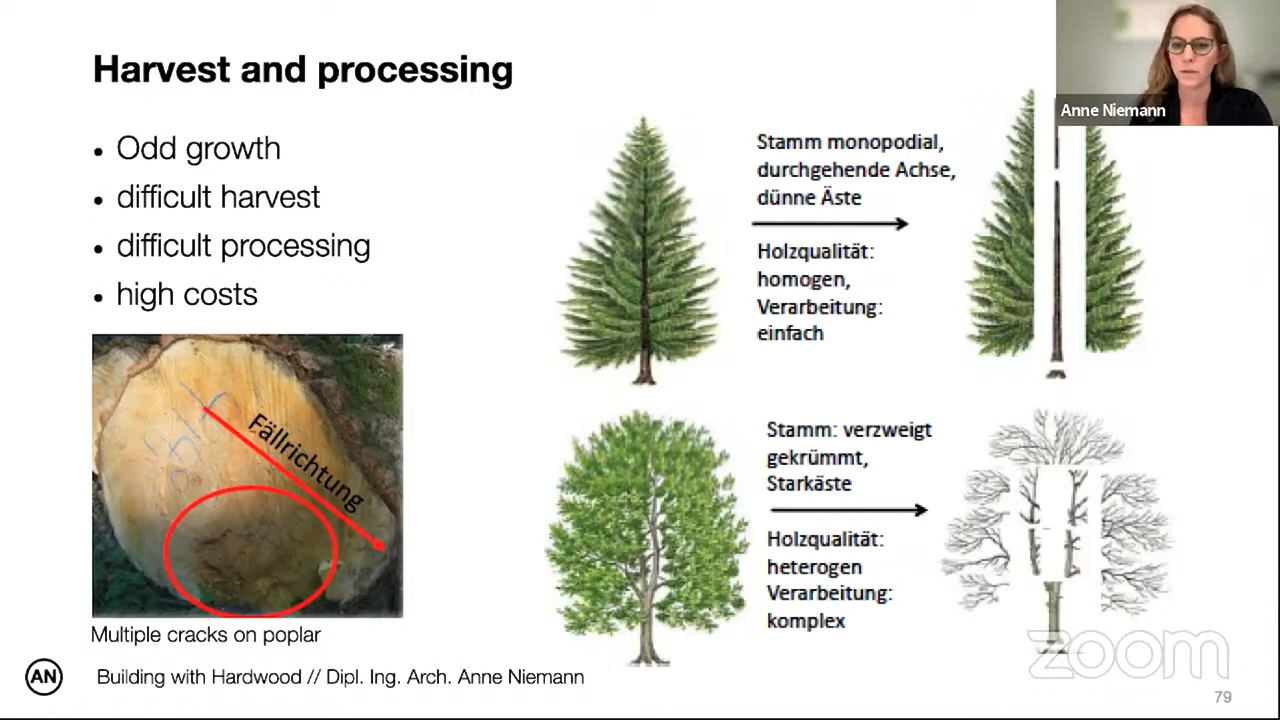 Harvest and processing
• Odd growth
• difficult harvest
• difficult processing
• high costs
Fällrichtung
Multiple cracks on poplar
Stamm monopodial,
durchgehende Achse,
dünne Äste
Holzqualität:
homogen,
Verarbeitung:
einfach
Stamm: verzweigt
gekrümmt,
Starkäste
Holzqualität:
heterogen
Verarbeitung:
komplex
Anne Niemann
AN
Building with Hardwood // Dipl. Ing. Arch. Anne Niemann
zoom
79